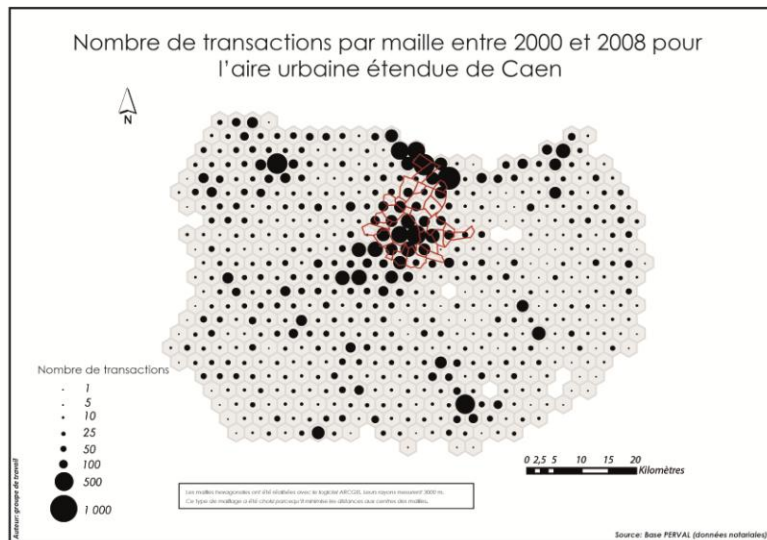 Nombre de transactions par maille entre 2000 et 2008 pour
l'aire urbaine étendue de Caen
N
Nombre de transactions
1
5
10
25
50
100
500
1 000
0 2,5 5 10 15 20
Kilomètres
Les mailles hexagonales ont été réalisées avec le logiciel ARCGIS. Leurs rayons mesurent 3000 m.
Ce type de maillage a été choisi parcequ'il minimise les distances aux centres des mailles.
Auteur: groupe de travail
Source: Base PERVAL (données notariales)